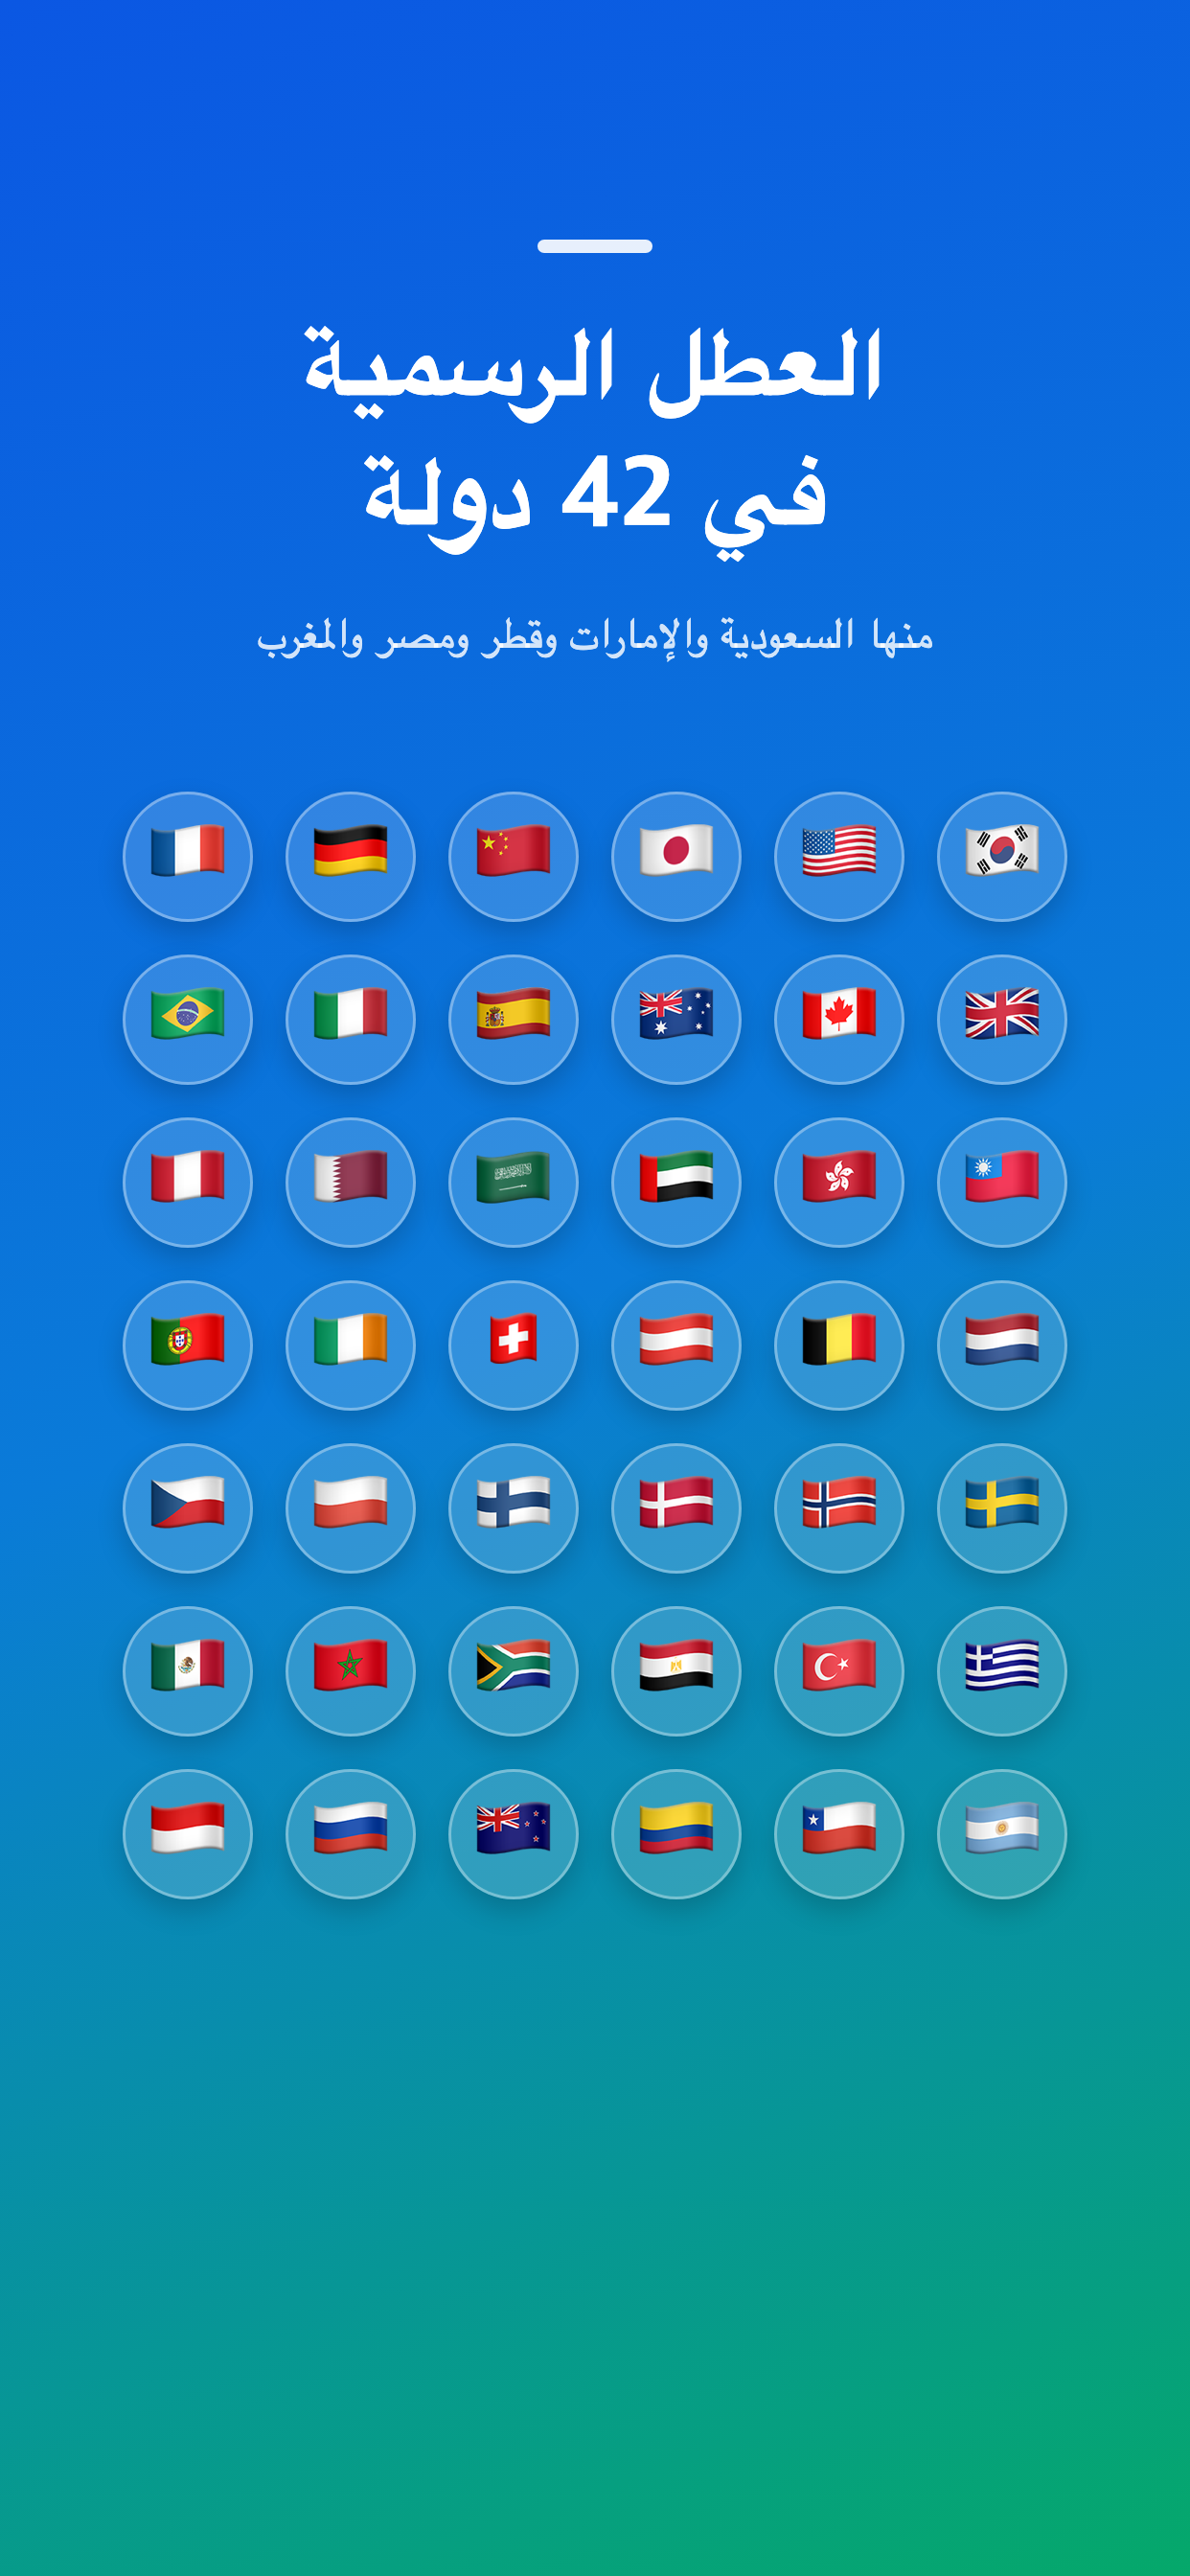 العطل الرسمية
في 42 دولة
منها السعودية والإمارات وقطر ومصر والمغرب